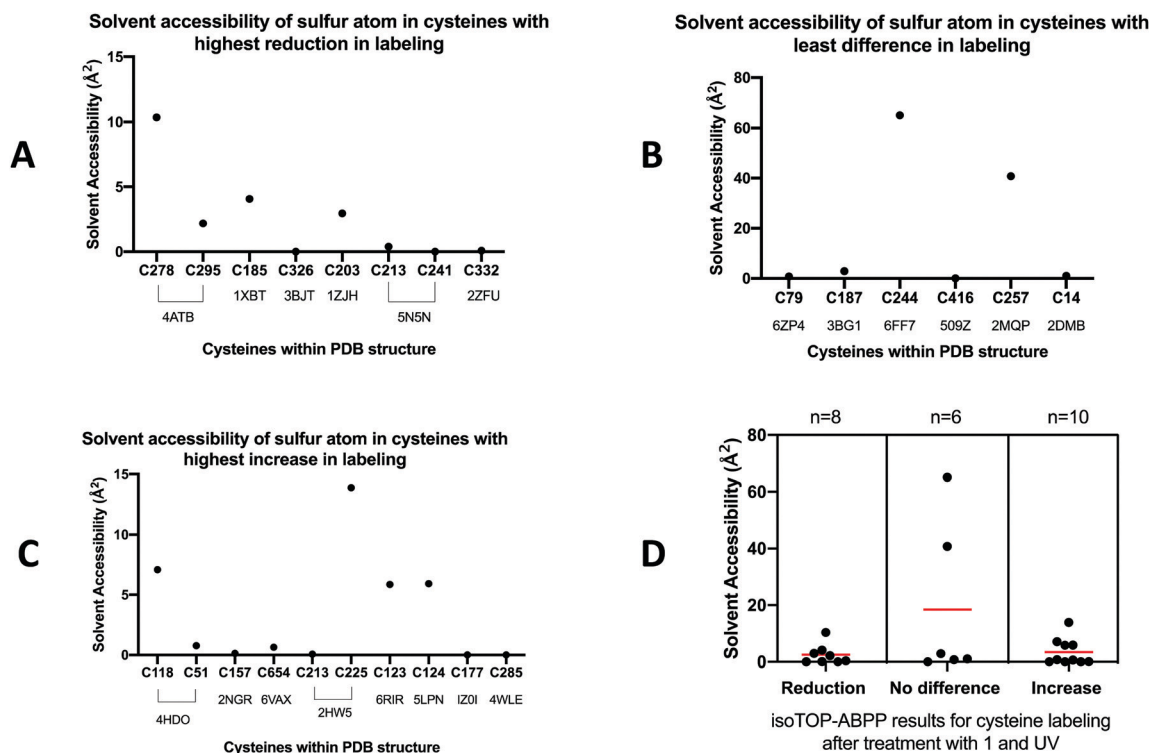 Solvent accessibility of sulfur atom in cysteines with
highest reduction in labeling
A
Solvent Accessibility (Å²)
15
10
5
0
C278 C295 C185 C326 C203 C213 C241 C332
1XBT 3BJT 1ZJH 2ZFU
4ATB 5N5N
Cysteines within PDB structure
Solvent accessibility of sulfur atom in cysteines with
least difference in labeling
B
Solvent Accessibility (Å²)
80
60
40
20
0
C79 C187 C244 C416 C257 C14
6ZP4 3BG1 6FF7 509Z 2MQP 2DMB
Cysteines within PDB structure
Solvent accessibility of sulfur atom in cysteines with
highest increase in labeling
C
Solvent Accessibility (Å²)
15
10
5
0
C118 C51 C157 C654 C213 C225 C123 C124 C177 C285
2NGR 6VAX 6RIR 5LPN IZ0I 4WLE
4HDO 2HW5
Cysteines within PDB structure
n=8 n=6 n=10
D
Solvent Accessibility (Å²)
80
60
40
20
0
Reduction No difference Increase
isoTOP-ABPP results for cysteine labeling
after treatment with 1 and UV